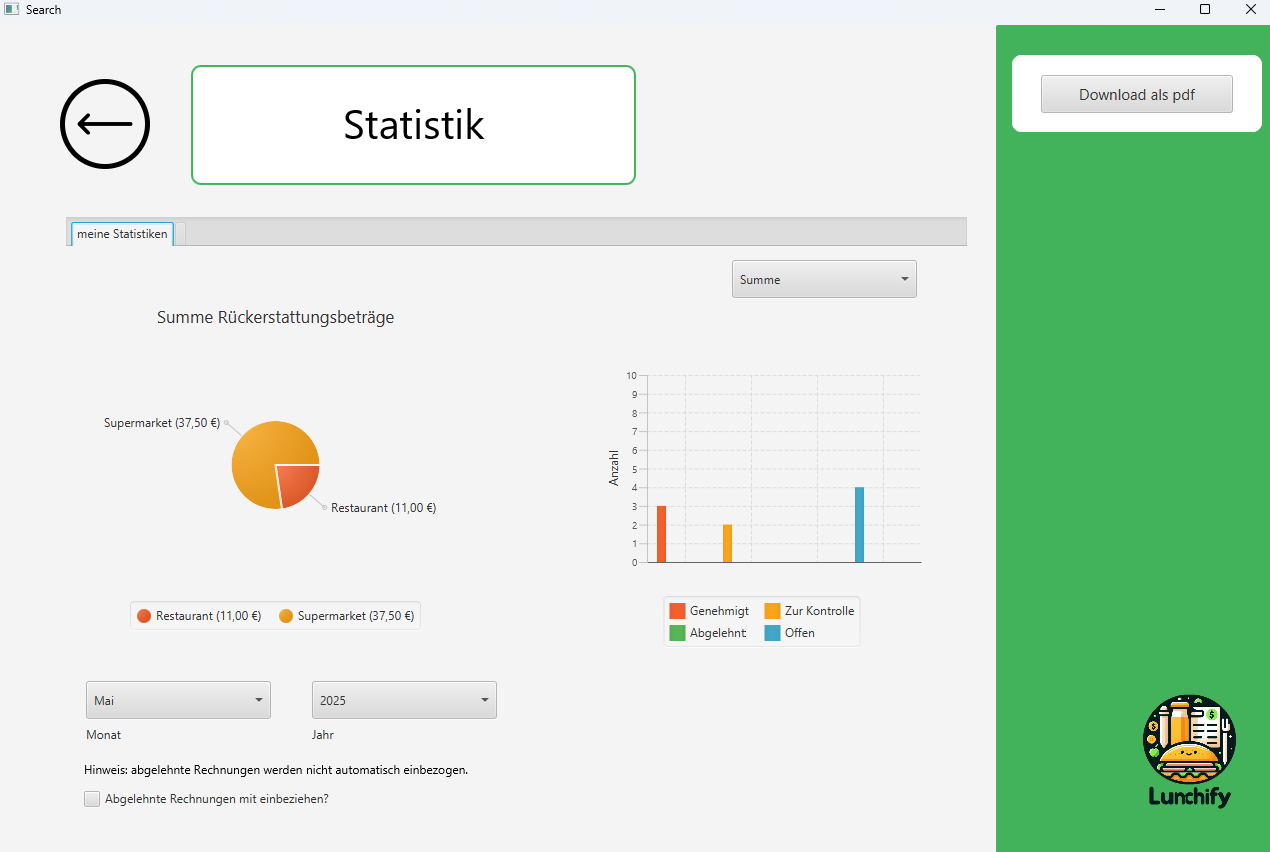 Search
Download als pdf
Statistik
meine Statistiken
Summe
Summe Rückerstattungsbeträge
Supermarket (37,50 €)
Restaurant (11,00 €)
Restaurant (11,00 €) Supermarket (37,50 €)
10
9
8
7
6
5
4
3
2
1
0
Anzahl
Genehmigt Zur Kontrolle
Abgelehnt Offen
Mai 2025
Monat Jahr
Hinweis: abgelehnte Rechnungen werden nicht automatisch einbezogen.
Abgelehnte Rechnungen mit einbeziehen?
Lunchify